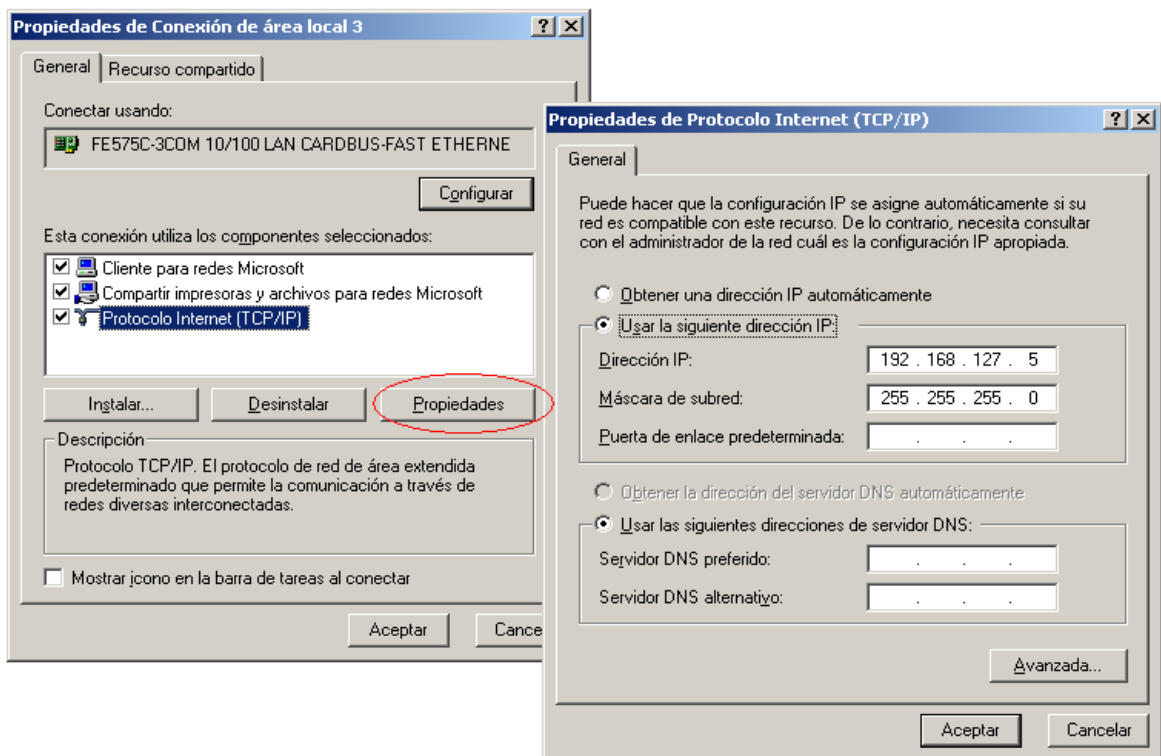 Propiedades de Conexión de área local 3
General
Recurso compartido
Conectar usando:
FE575C-3COM 10/100 LAN CARDBUS-FAST ETHERNE
Configurar
Esta conexión utiliza los componentes seleccionados:
Cliente para redes Microsoft
Compartir impresoras y archivos para redes Microsoft
Protocolo Internet (TCP/IP)
Instalar...
Desinstalar
Propiedades
Descripción
Protocolo TCP/IP. El protocolo de red de área extendida
predeterminado que permite la comunicación a través de
redes diversas interconectadas.
Mostrar icono en la barra de tareas al conectar
Aceptar
Cance
Propiedades de Protocolo Internet (TCP/IP)
General
Puede hacer que la configuración IP se asigne automáticamente si su
red es compatible con este recurso. De lo contrario, necesita consultar
con el administrador de la red cuál es la configuración IP apropiada.
Obtener una dirección IP automáticamente
Usar la siguiente dirección IP:
Dirección IP: 192 . 168 . 127 . 5
Máscara de subred: 255 . 255 . 255 . 0
Puerta de enlace predeterminada: . . .
Obtener la dirección del servidor DNS automáticamente
Usar las siguientes direcciones de servidor DNS:
Servidor DNS preferido: . . .
Servidor DNS alternativo: . . .
Avanzada...
Aceptar
Cancelar